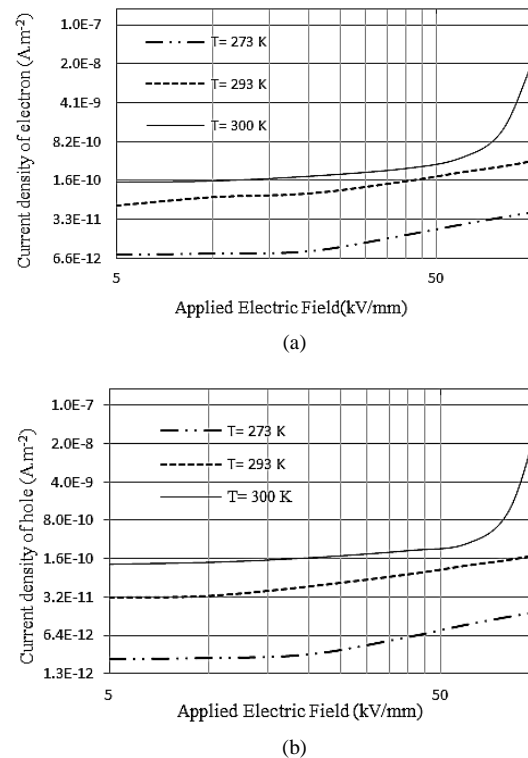 (a)
Current density of electron (A.m-2)
1.0E-7
2.0E-8
4.1E-9
8.2E-10
1.6E-10
3.3E-11
6.6E-12
T= 273 K
T= 293 K
T= 300 K
5
50
Applied Electric Field(kV/mm)
(a)
Current density of hole (A.m-2)
1.0E-7
2.0E-8
4.0E-9
8.0E-10
1.6E-10
3.2E-11
6.4E-12
1.3E-12
T= 273 K
T= 293 K
T= 300 K
5
50
Applied Electric Field(kV/mm)
(b)